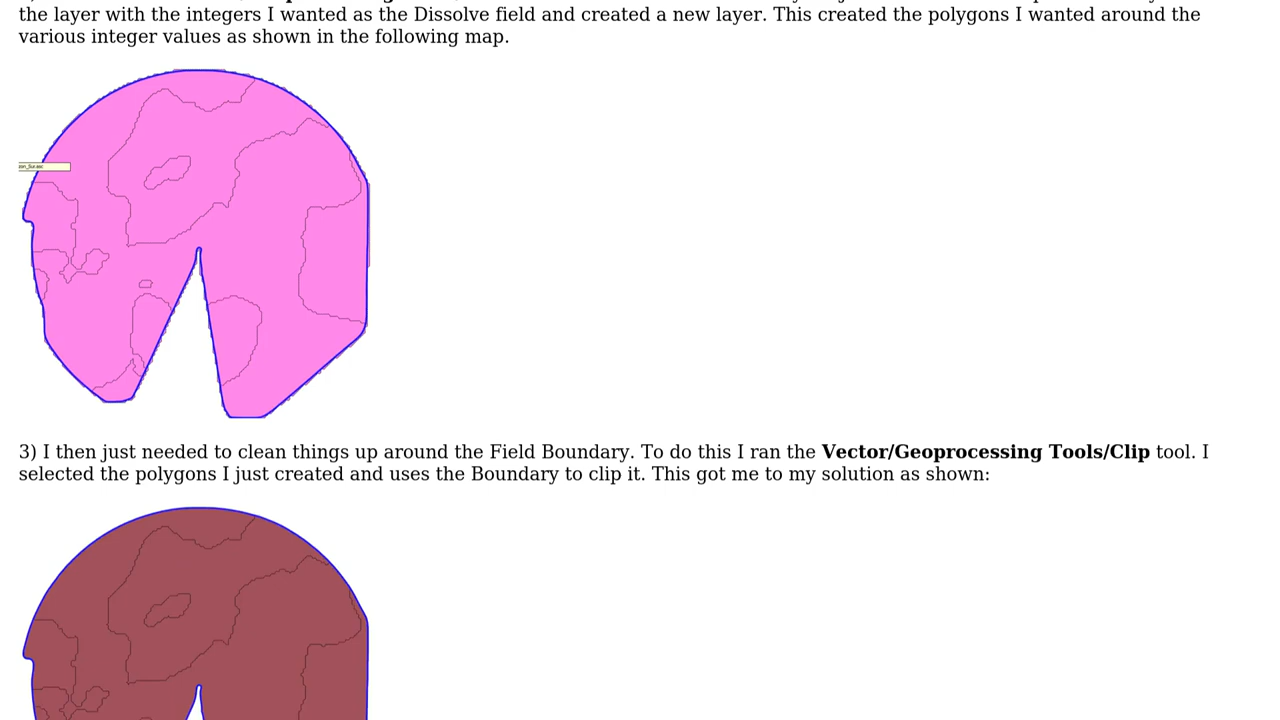 the layer with the integers I wanted as the Dissolve field and created a new layer. This created the polygons I wanted around the
various integer values as shown in the following map.
3) I then just needed to clean things up around the Field Boundary. To do this I ran the Vector/Geoprocessing Tools/Clip tool. I
selected the polygons I just created and uses the Boundary to clip it. This got me to my solution as shown: